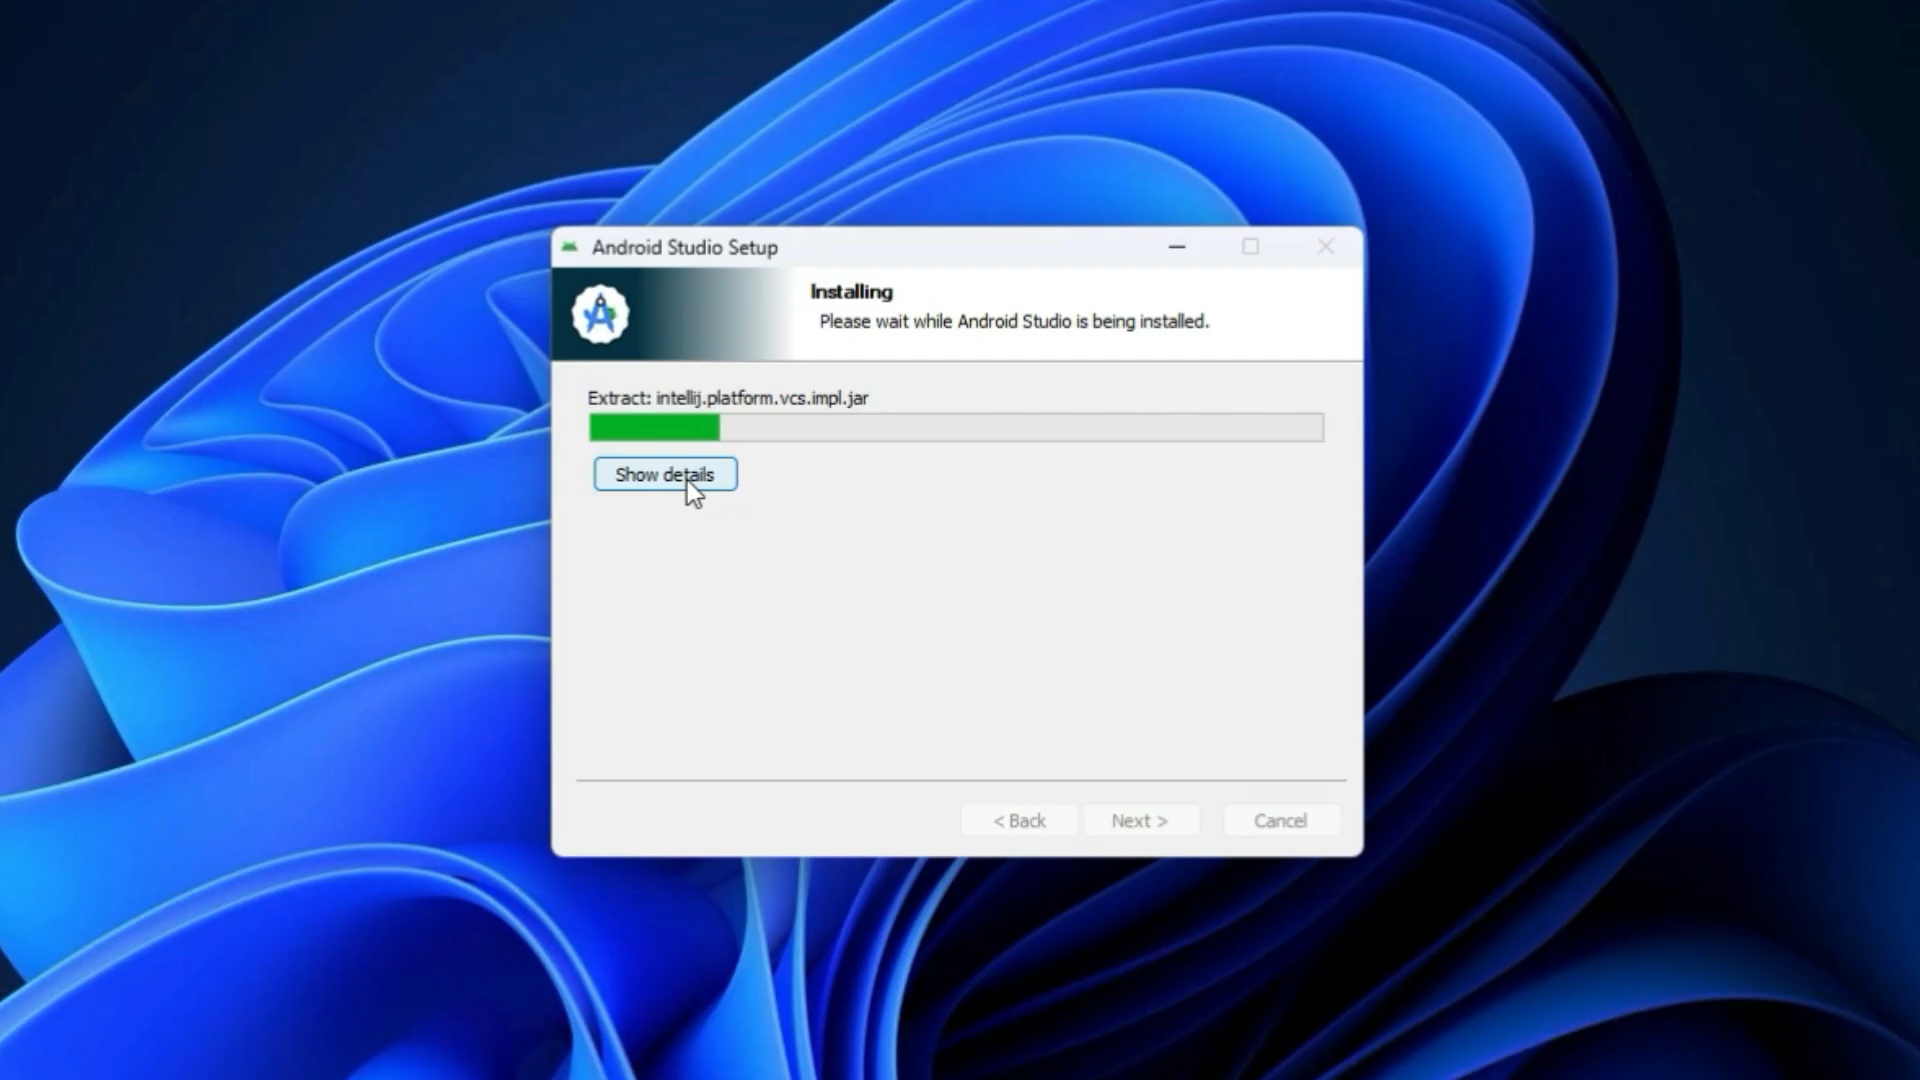 Android Studio Setup
Installing
Please wait while Android Studio is being installed.
Extract: intellij.platform.vcs.impl.jar
Show details
< Back
Next >
Cancel